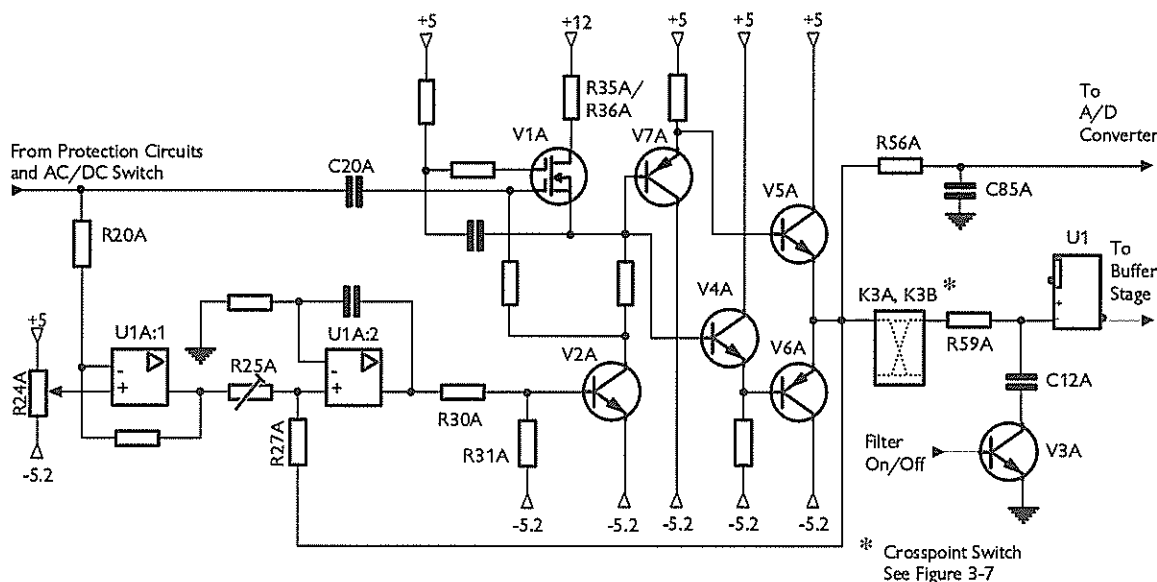 +5
+12
+5
+5
+5
R35A/
R36A
V1A
V7A
To
A/D
Converter
From Protection Circuits
and AC/DC Switch
C20A
R56A
C85A
V5A
R20A
U1
To
Buffer
Stage
K3A, K3B *
V4A
+5
U1A:1
U1A:2
R59A
R24A
-
+
R25A
-
+
V2A
V6A
-
+
C12A
R30A
R27A
R31A
Filter
On/Off
V3A
-5.2
-5.2
-5.2
-5.2
-5.2
-5.2
* Crosspoint Switch
See Figure 3-7